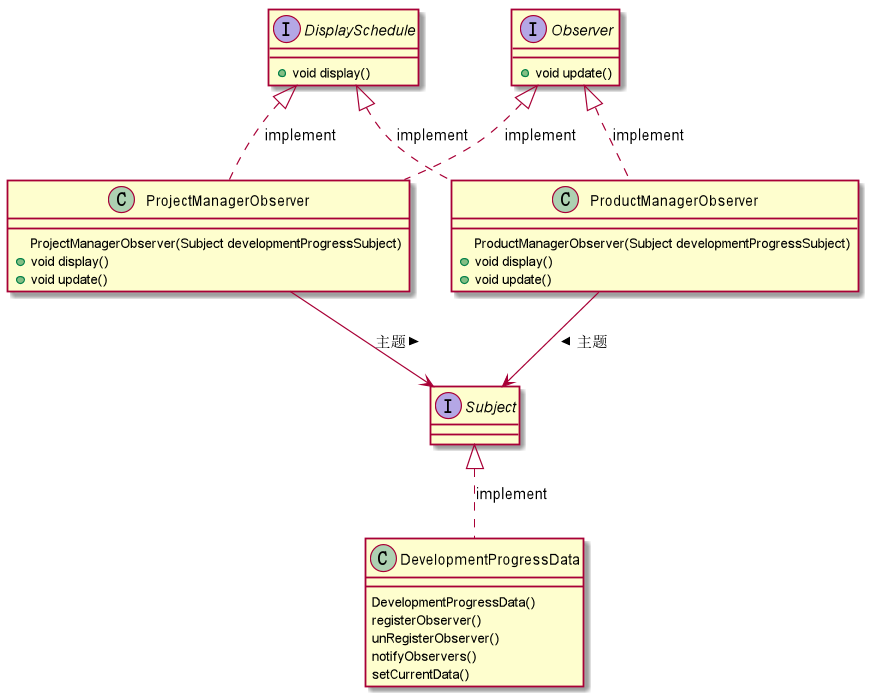 I DisplaySchedule
void display()
I Observer
void update()
implement
implement
implement
implement
C ProjectManagerObserver
ProjectManagerObserver(Subject developmentProgressSubject)
void display()
void update()
C ProductManagerObserver
ProductManagerObserver(Subject developmentProgressSubject)
void display()
void update()
主题
主题
I Subject
implement
C DevelopmentProgressData
DevelopmentProgressData()
registerObserver()
unRegisterObserver()
notifyObservers()
setCurrentData()